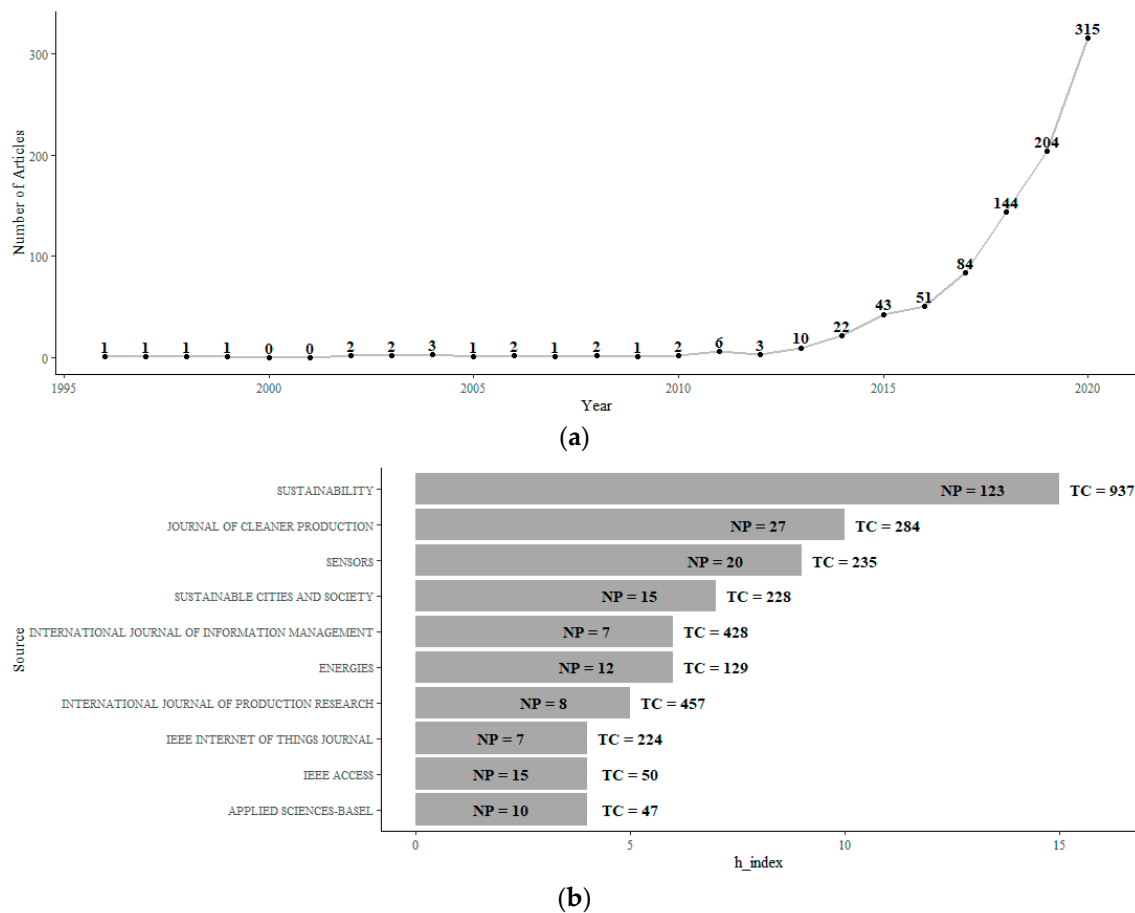 315
300
204
200
144
100
84
51
43
22
10
6
3
1 1 1 1 0 0 2 2 3 1 2 1 2 1 2
0
Number of Articles
1995 2000 2005 2010 2015 2020
Year
(a)
SUSTAINABILITY NP = 123 TC = 937
JOURNAL OF CLEANER PRODUCTION NP = 27 TC = 284
SENSORS NP = 20 TC = 235
SUSTAINABLE CITIES AND SOCIETY NP = 15 TC = 228
INTERNATIONAL JOURNAL OF INFORMATION MANAGEMENT NP = 7 TC = 428
ENERGIES NP = 12 TC = 129
INTERNATIONAL JOURNAL OF PRODUCTION RESEARCH NP = 8 TC = 457
IEEE INTERNET OF THINGS JOURNAL NP = 7 TC = 224
IEEE ACCESS NP = 15 TC = 50
APPLIED SCIENCES-BASEL NP = 10 TC = 47
Source
0 5 10 15
h_index
(b)